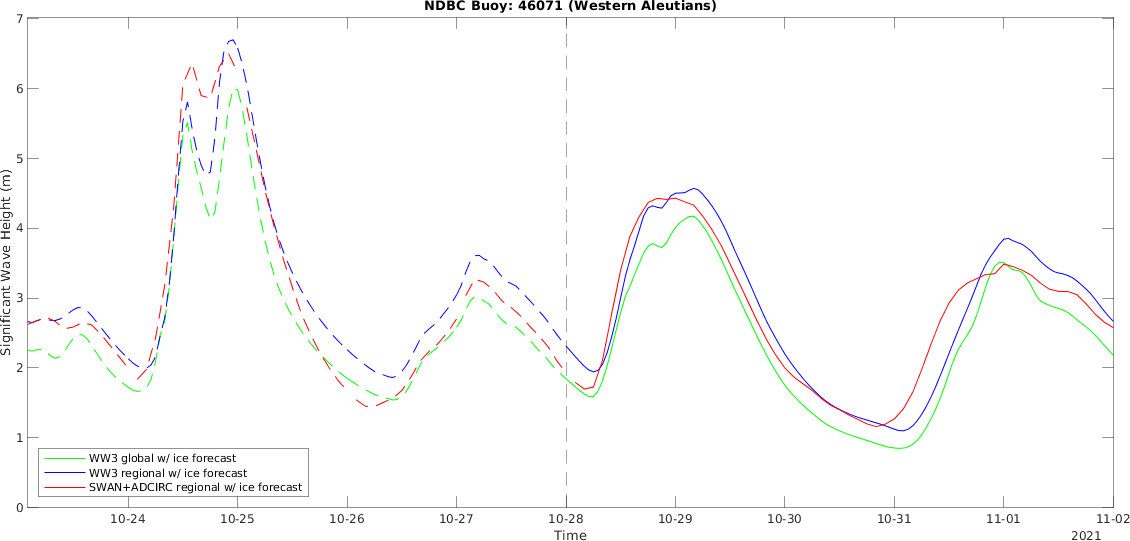 NDBC Buoy: 46071 (Western Aleutians)
7
6
5
4
3
2
1
0
Significant Wave Height (m)
WW3 global w/ ice forecast
WW3 regional w/ ice forecast
SWAN+ADCIRC regional w/ ice forecast
10-24 10-25 10-26 10-27 10-28 10-29 10-30 10-31 11-01 11-02
Time
2021